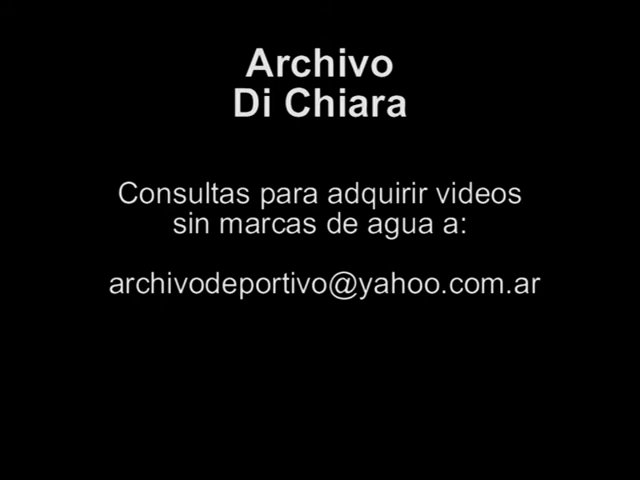 Archivo
Di Chiara
Consultas para adquirir videos
sin marcas de agua a:
archivodeportivo@yahoo.com.ar